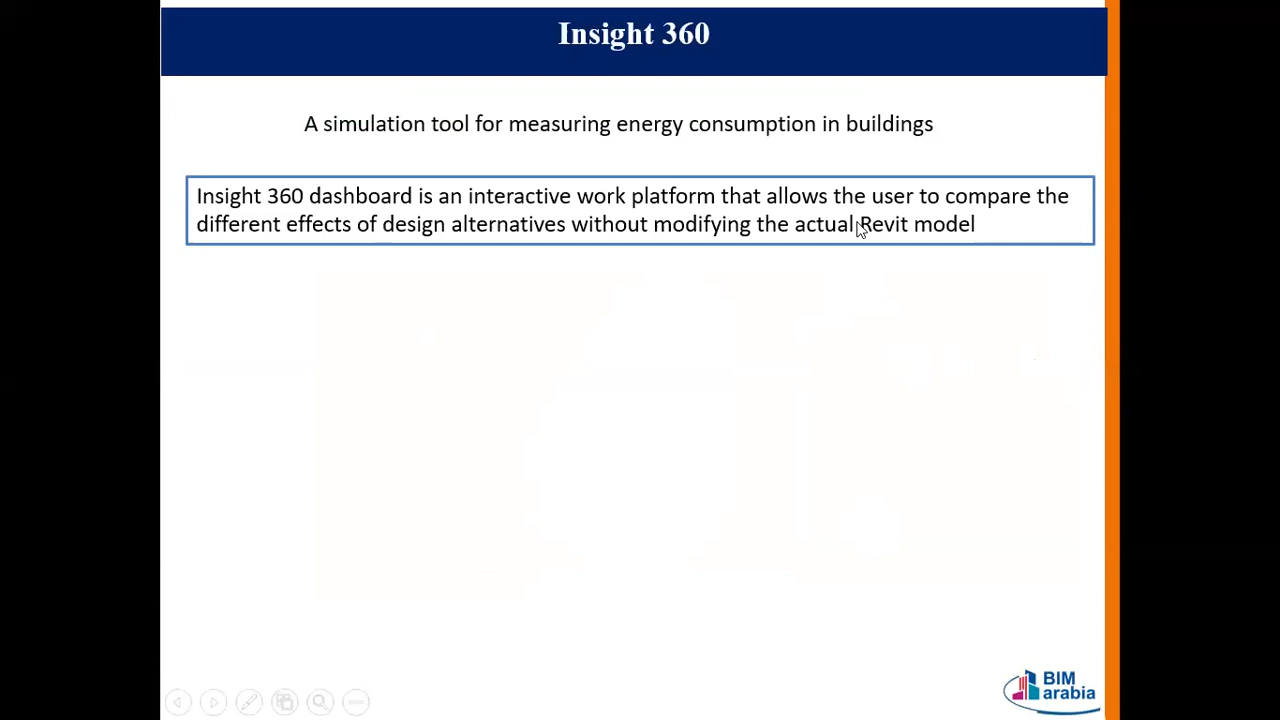 Insight 360
A simulation tool for measuring energy consumption in buildings
Insight 360 dashboard is an interactive work platform that allows the user to compare the
different effects of design alternatives without modifying the actual Revit model
BIM
arabia